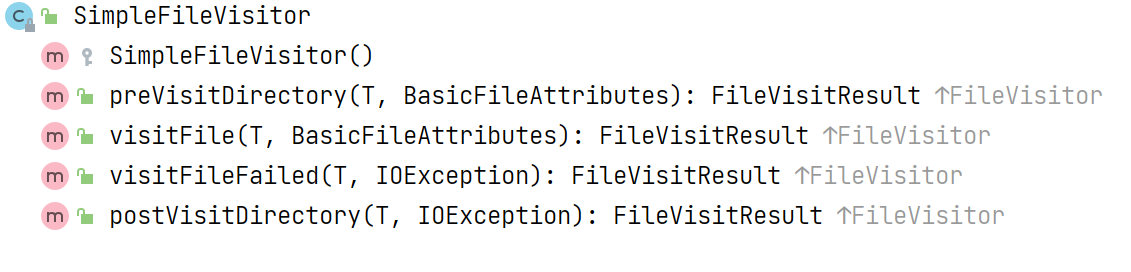 C SimpleFileVisitor
m SimpleFileVisitor()
m preVisitDirectory(T, BasicFileAttributes): FileVisitResult ↑FileVisitor
m visitFile(T, BasicFileAttributes): FileVisitResult ↑FileVisitor
m visitFileFailed(T, IOException): FileVisitResult ↑FileVisitor
m postVisitDirectory(T, IOException): FileVisitResult ↑FileVisitor